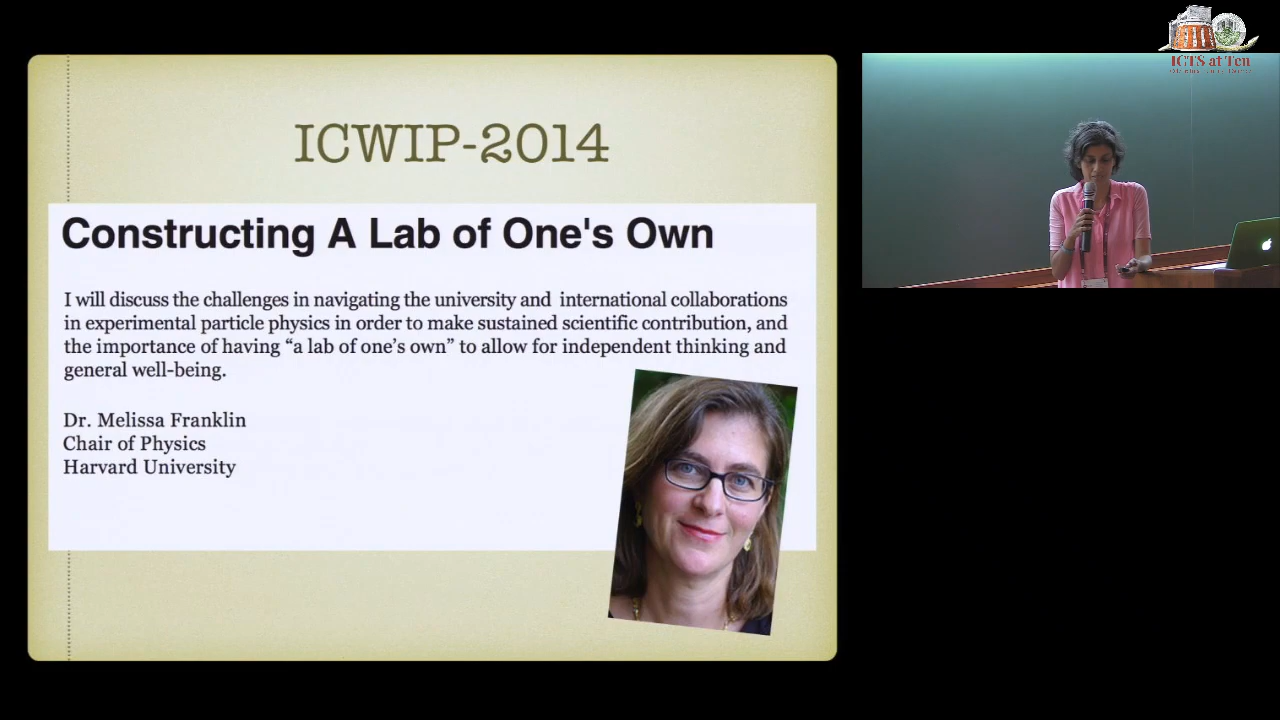 ICWIP-2014
Constructing A Lab of One's Own
I will discuss the challenges in navigating the university and international collaborations
in experimental particle physics in order to make sustained scientific contribution, and
the importance of having “a lab of one’s own” to allow for independent thinking and
general well-being.
Dr. Melissa Franklin
Chair of Physics
Harvard University
ICTS at Ten